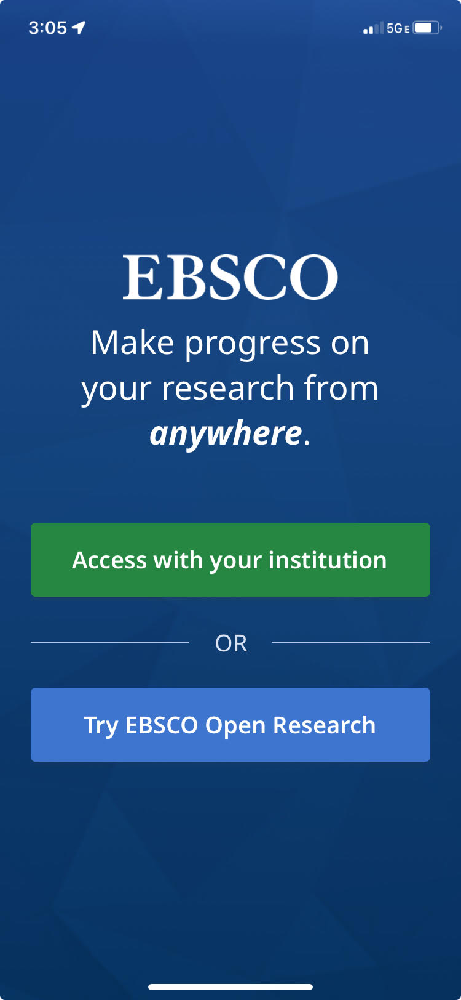 3:05
5G E
EBSCO
Make progress on
your research from
anywhere.
Access with your institution
OR
Try EBSCO Open Research